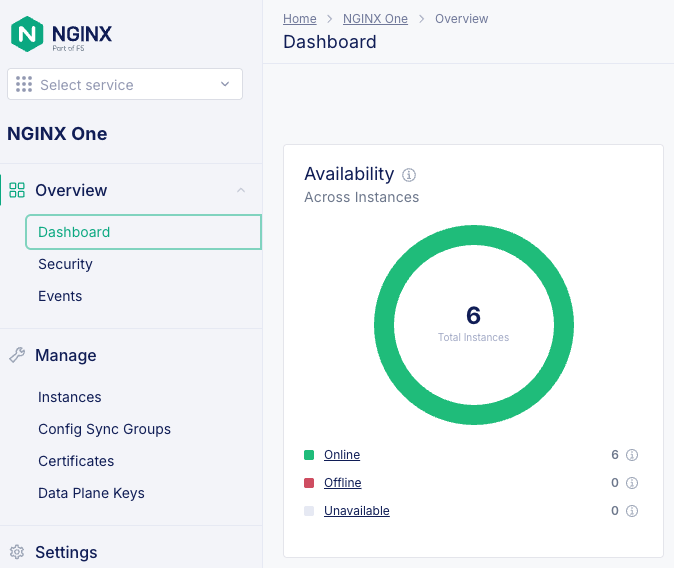 NGINX
Part of F5
Select service
NGINX One
Overview
Dashboard
Security
Events
Manage
Instances
Config Sync Groups
Certificates
Data Plane Keys
Settings
Home > NGINX One > Overview
Dashboard
Availability
Across Instances
6
Total Instances
Online 6
Offline 0
Unavailable 0